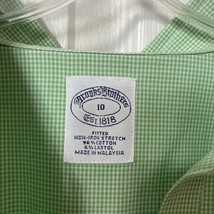 Brooks Brothers
10
EST 1818
FITTED
NON-IRON STRETCH
96% COTTON
4% LASTOL
MADE IN MALAYSIA